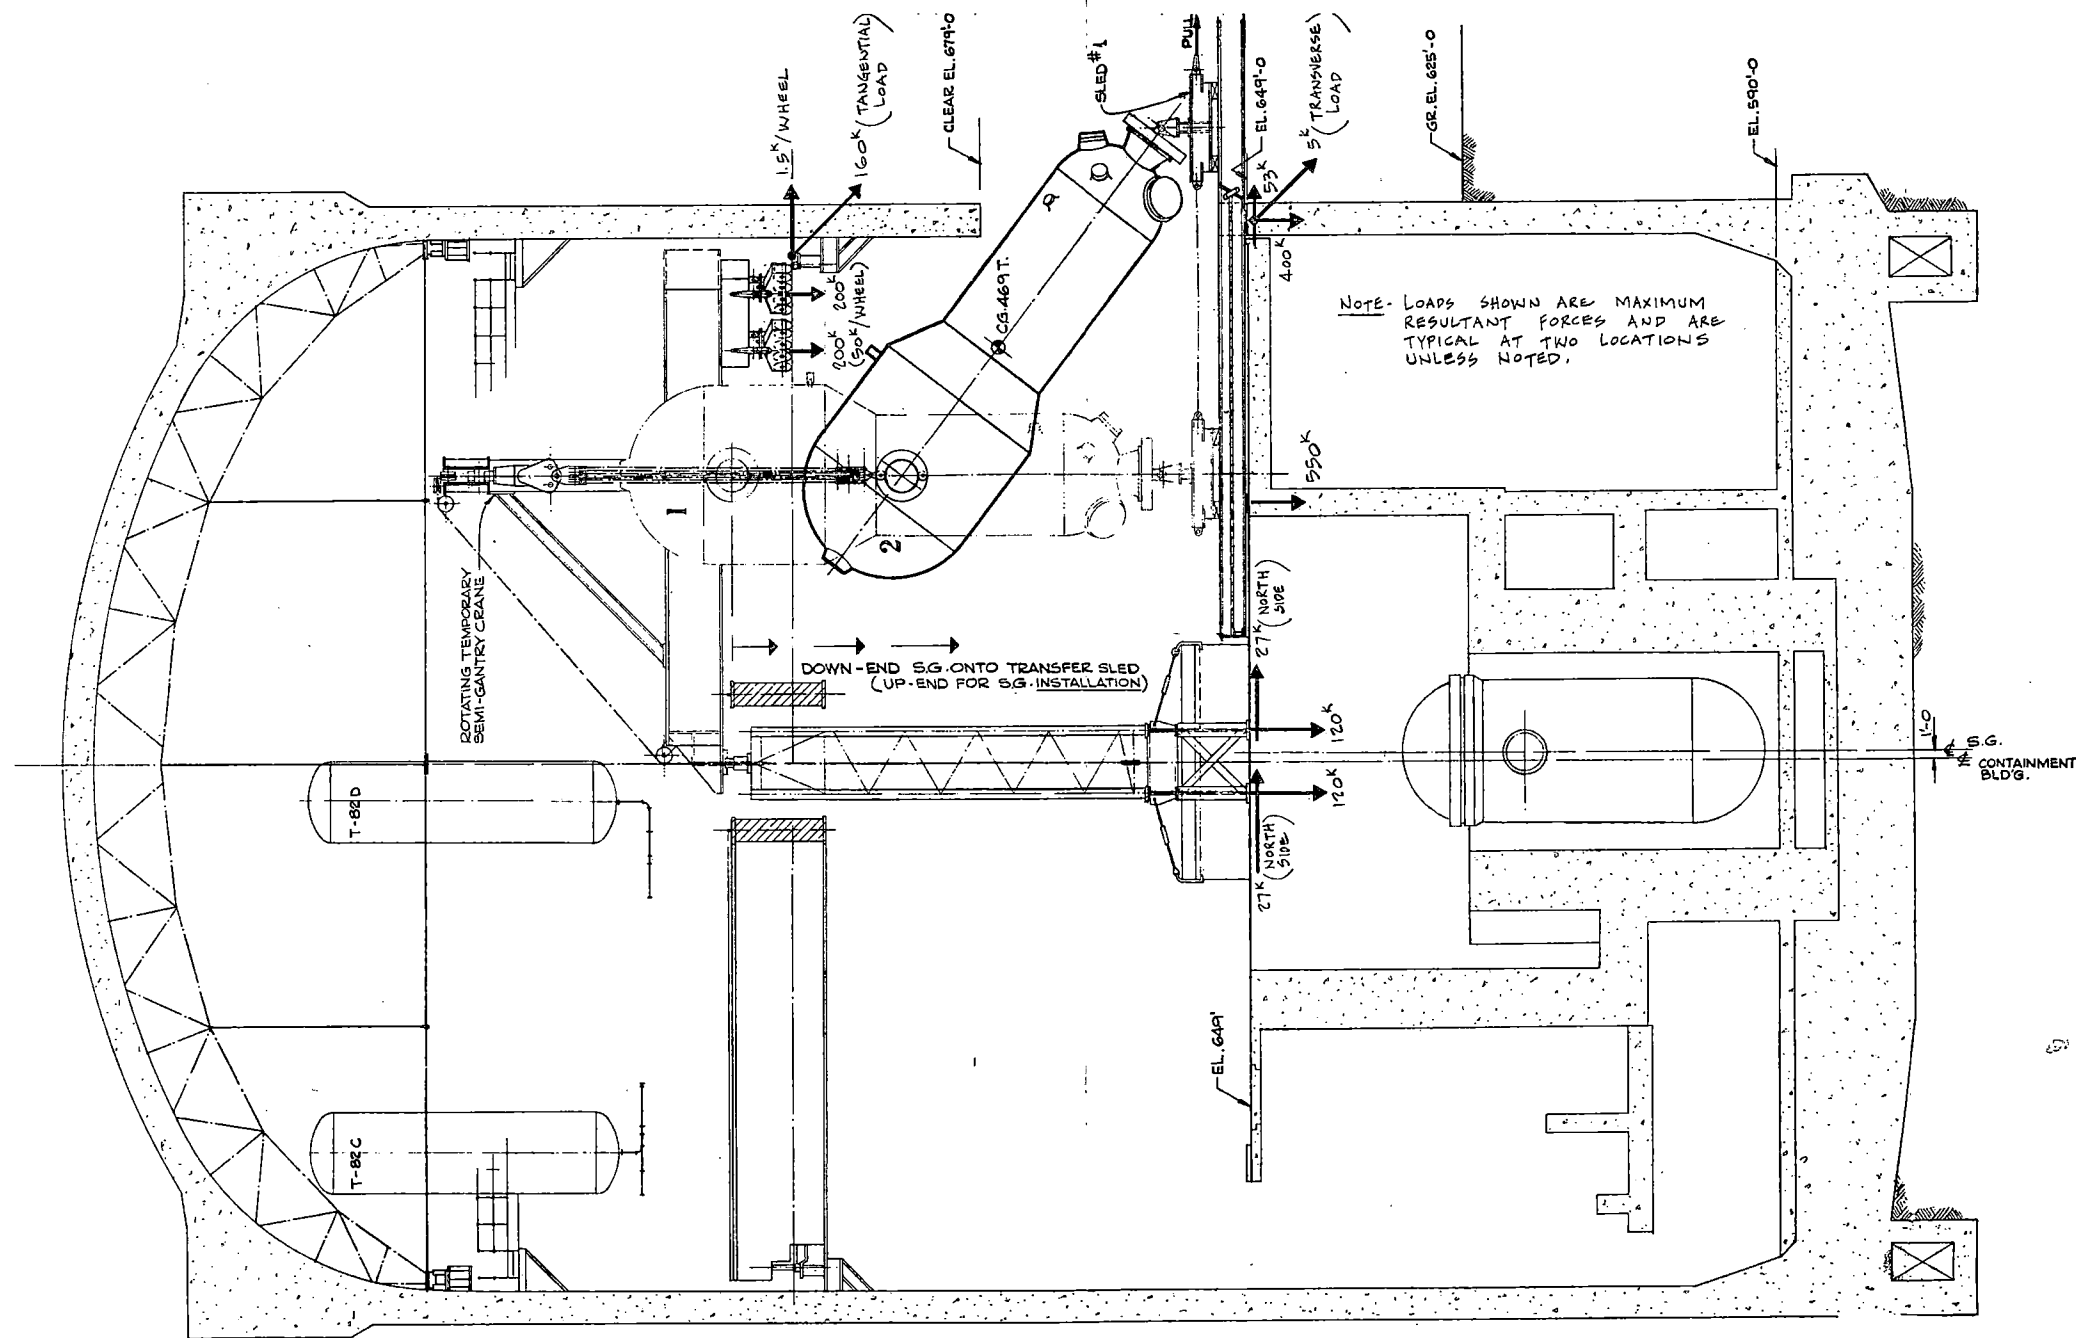 1.5K/WHEEL
160K (TANGENTIAL)
LOAD
CLEAR EL. 679'-0
SLED #1
PULL
EL. 649'-0
5K (TRANSVERSE)
LOAD
53K
400K
GR. EL. 625'-0
EL. 590'-0
200K 200K
(50K/WHEEL)
C.G. 469 T.
NOTE- LOADS SHOWN ARE MAXIMUM
RESULTANT FORCES AND ARE
TYPICAL AT TWO LOCATIONS
UNLESS NOTED.
550K
1
2
ROTATING TEMPORARY
SEMI-GANTRY CRANE
DOWN-END S.G. ONTO TRANSFER SLED
(UP-END FOR S.G. INSTALLATION)
27K (NORTH)
SIDE
120K
120K
27K (NORTH)
SIDE
1'-0
S.G.
CONTAINMENT
BLD'G.
T-82D
T-82C
EL. 649'